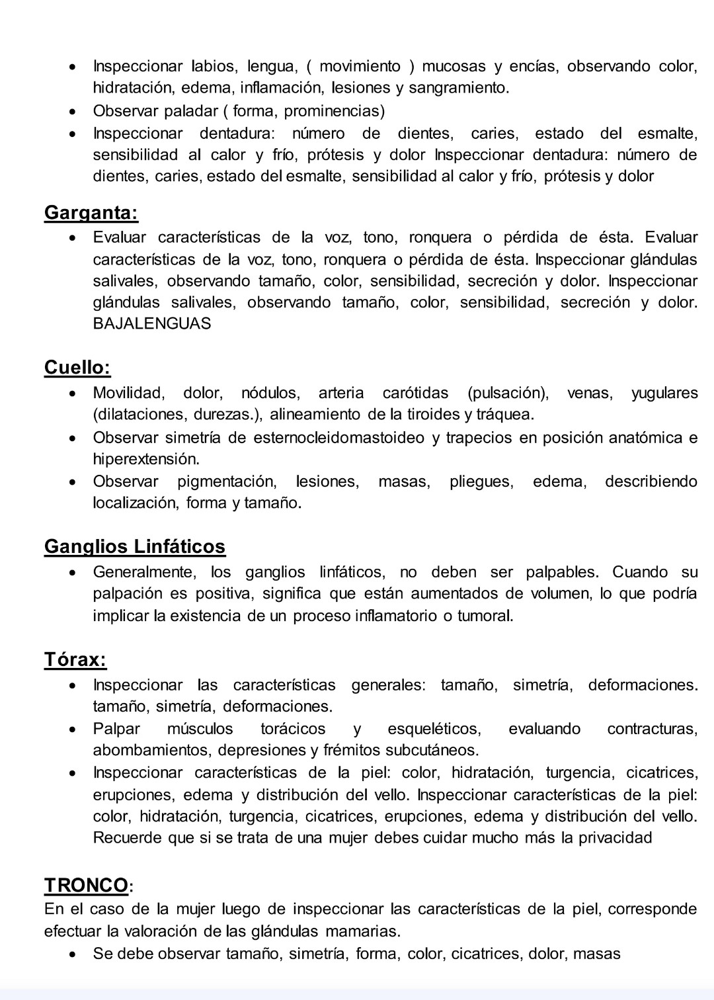 • Inspeccionar labios, lengua, ( movimiento ) mucosas y encías, observando color,
hidratación, edema, inflamación, lesiones y sangramiento.
• Observar paladar ( forma, prominencias)
• Inspeccionar dentadura: número de dientes, caries, estado del esmalte,
sensibilidad al calor y frío, prótesis y dolor Inspeccionar dentadura: número de
dientes, caries, estado del esmalte, sensibilidad al calor y frío, prótesis y dolor
Garganta:
• Evaluar características de la voz, tono, ronquera o pérdida de ésta. Evaluar
características de la voz, tono, ronquera o pérdida de ésta. Inspeccionar glándulas
salivales, observando tamaño, color, sensibilidad, secreción y dolor. Inspeccionar
glándulas salivales, observando tamaño, color, sensibilidad, secreción y dolor.
BAJALENGUAS
Cuello:
• Movilidad, dolor, nódulos, arteria carótidas (pulsación), venas, yugulares
(dilataciones, durezas.), alineamiento de la tiroides y tráquea.
• Observar simetría de esternocleidomastoideo y trapecios en posición anatómica e
hiperextensión.
• Observar pigmentación, lesiones, masas, pliegues, edema, describiendo
localización, forma y tamaño.
Ganglios Linfáticos
• Generalmente, los ganglios linfáticos, no deben ser palpables. Cuando su
palpación es positiva, significa que están aumentados de volumen, lo que podría
implicar la existencia de un proceso inflamatorio o tumoral.
Tórax:
• Inspeccionar las características generales: tamaño, simetría, deformaciones.
tamaño, simetría, deformaciones.
• Palpar músculos torácicos y esqueléticos, evaluando contracturas,
abombamientos, depresiones y frémitos subcutáneos.
• Inspeccionar características de la piel: color, hidratación, turgencia, cicatrices,
erupciones, edema y distribución del vello. Inspeccionar características de la piel:
color, hidratación, turgencia, cicatrices, erupciones, edema y distribución del vello.
Recuerde que si se trata de una mujer debes cuidar mucho más la privacidad
TRONCO:
En el caso de la mujer luego de inspeccionar las características de la piel, corresponde
efectuar la valoración de las glándulas mamarias.
• Se debe observar tamaño, simetría, forma, color, cicatrices, dolor, masas